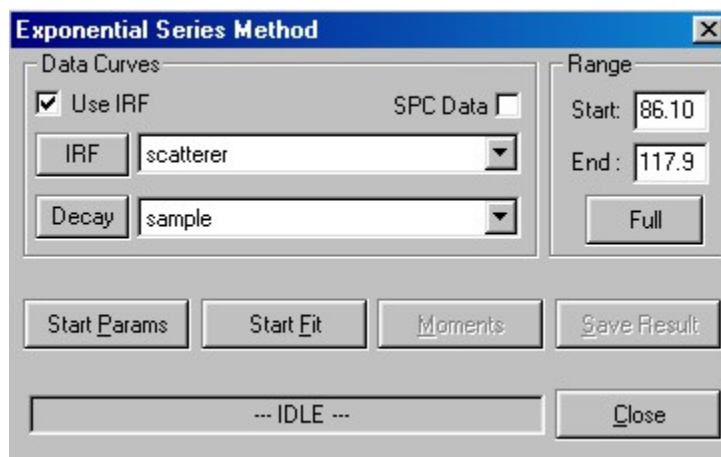 Exponential Series Method
Data Curves
Use IRF
SPC Data
IRF
scatterer
Decay
sample
Range
Start: 86.10
End : 117.9
Full
Start Params
Start Fit
Moments
Save Result
--- IDLE ---
Close